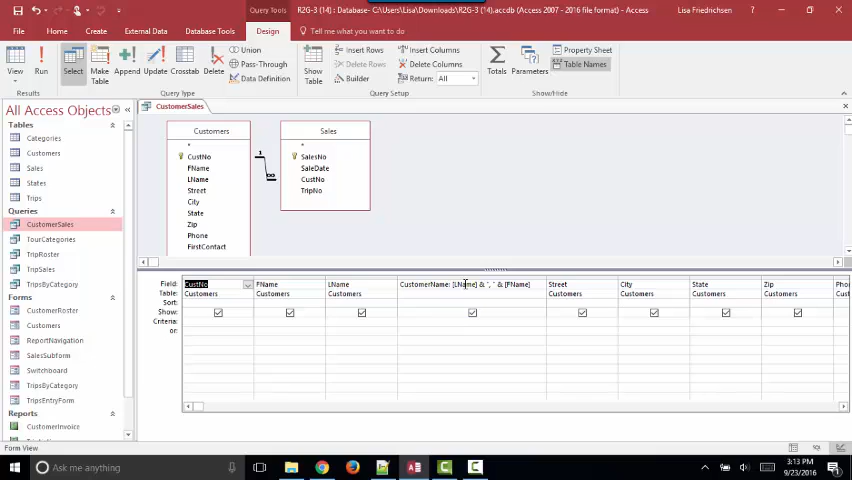 Query Tools
R2G-3 (14) : Database- C:\Users\Lisa\Downloads\R2G-3 (14).accdb (Access 2007 - 2016 file format) - Access
Lisa Friedrichsen
File
Home
Create
External Data
Database Tools
Design
Tell me what you want to do
View
Run
Select
Make Table
Append
Update
Crosstab
Delete
Union
Pass-Through
Data Definition
Show Table
Insert Rows
Delete Rows
Builder
Insert Columns
Delete Columns
Return: All
Totals
Parameters
Property Sheet
Table Names
Results
Query Type
Query Setup
Show/Hide
All Access Objects
Tables
Categories
Customers
Sales
States
Trips
Queries
CustomerSales
TourCategories
TripRoster
TripSales
TripsByCategory
Forms
CustomerRoster
Customers
ReportNavigation
SalesSubform
Switchboard
TripsByCategory
TripsEntryForm
Reports
CustomerInvoice
CustomerSales
Customers
*
CustNo
FName
LName
Street
City
State
Zip
Phone
FirstContact
1
∞
Sales
*
SalesNo
SaleDate
CustNo
TripNo
Field: CustNo FName LName CustomerName: [LName] & ", " & [FName] Street City State Zip Pho
Table: Customers Customers Customers Customers Customers Customers Customers
Sort:
Show:
Criteria:
or:
Form View
Ask me anything
3:13 PM
9/23/2016